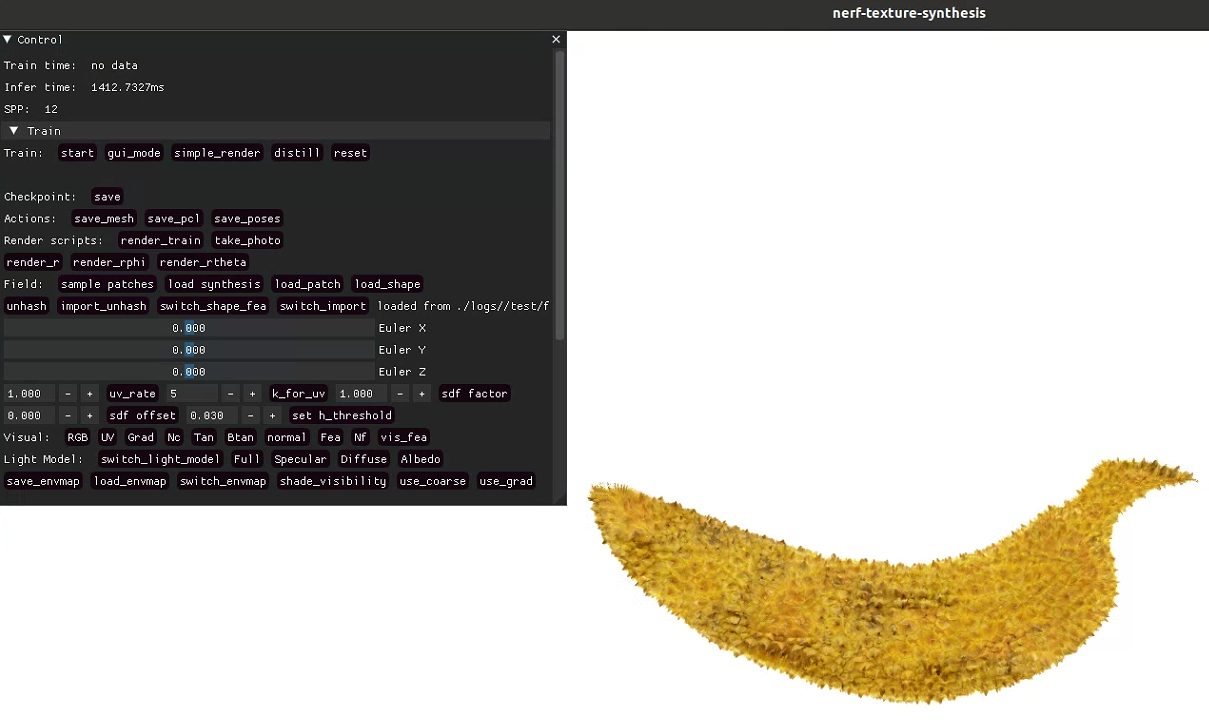 nerf-texture-synthesis
▼ Control ×
Train time: no data
Infer time: 1412.7327ms
SPP: 12
▼ Train
Train: start gui_mode simple_render distill reset
Checkpoint: save
Actions: save_mesh save_pcl save_poses
Render scripts: render_train take_photo
render_r render_rphi render_rtheta
Field: sample patches load synthesis load_patch load_shape
unhash import_unhash switch_shape_fea switch_import loaded from ./logs//test/f
0.000 Euler X
0.000 Euler Y
0.000 Euler Z
1.000 - + uv_rate 5 - + k_for_uv 1.000 - + sdf factor
0.000 - + sdf offset 0.030 - + set h_threshold
Visual: RGB UV Grad Nc Tan Btan normal Fea Nf vis_fea
Light Model: switch_light_model Full Specular Diffuse Albedo
save_envmap load_envmap switch_envmap shade_visibility use_coarse use_grad